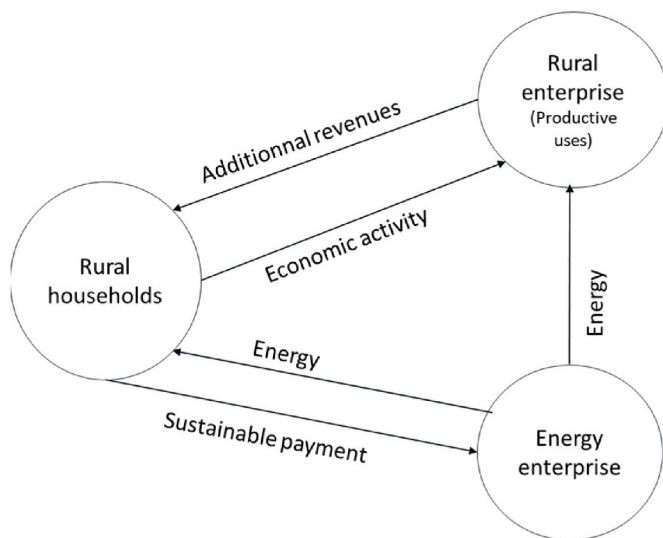 Rural
enterprise
(Productive
uses)
Additionnal revenues
Economic activity
Rural
households
Energy
Energy
Sustainable payment
Energy
enterprise